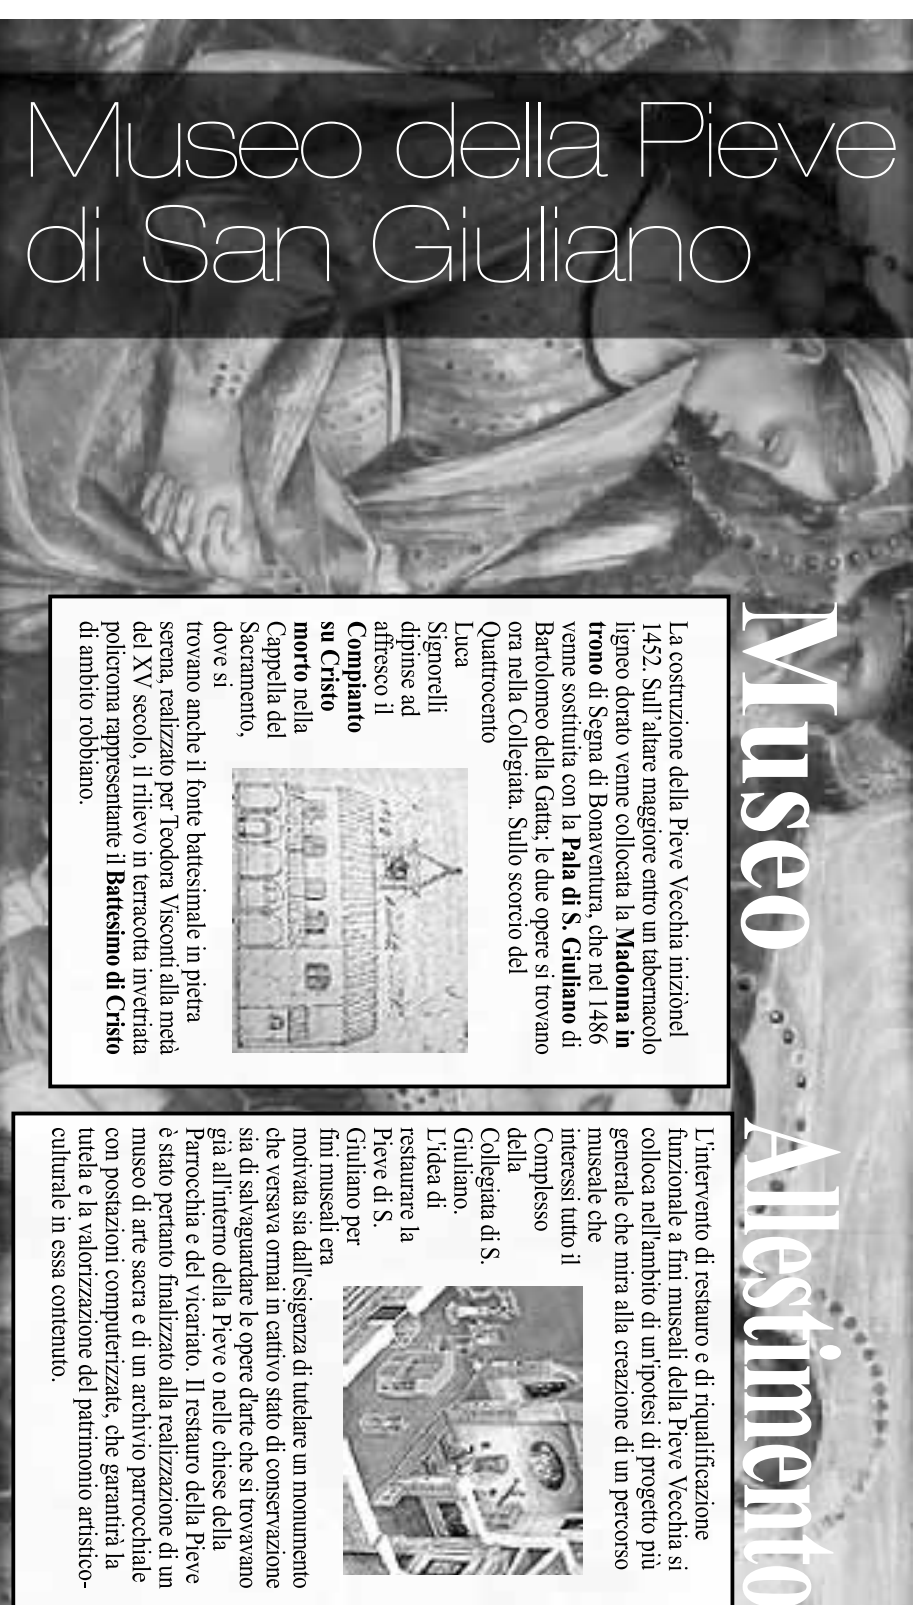 Museo della Pieve
di San Giuliano
Museo
La costruzione della Pieve Vecchia iniziònel
1452. Sull'altare maggiore entro un tabernacolo
ligneo dorato venne collocata la Madonna in
trono di Segna di Bonaventura, che nel 1486
venne sostituita con la Pala di S. Giuliano di
Bartolomeo della Gatta; le due opere si trovano
ora nella Collegiata. Sullo scorcio del
Quattrocento
Luca
Signorelli
dipinse ad
affresco il
Compianto
su Cristo
morto nella
Cappella del
Sacramento,
dove si
trovano anche il fonte battesimale in pietra
serena, realizzato per Teodora Visconti alla metà
del XV secolo, il rilievo in terracotta invetriata
policroma rappresentante il Battesimo di Cristo
di ambito robbiano.
Allestimento
L'intervento di restauro e di riqualificazione
funzionale a fini museali della Pieve Vecchia si
colloca nell'ambito di un'ipotesi di progetto più
generale che mira alla creazione di un percorso
museale che
interessi tutto il
Complesso
della
Collegiata di S.
Giuliano.
L'idea di
restaurare la
Pieve di S.
Giuliano per
fini museali era
motivata sia dall'esigenza di tutelare un monumento
che versava ormai in cattivo stato di conservazione
sia di salvaguardare le opere d'arte che si trovavano
già all'interno della Pieve o nelle chiese della
Parrocchia e del vicariato. Il restauro della Pieve
è stato pertanto finalizzato alla realizzazione di un
museo di arte sacra e di un archivio parrocchiale
con postazioni computerizzate, che garantirà la
tutela e la valorizzazione del patrimonio artistico-
culturale in essa contenuto.